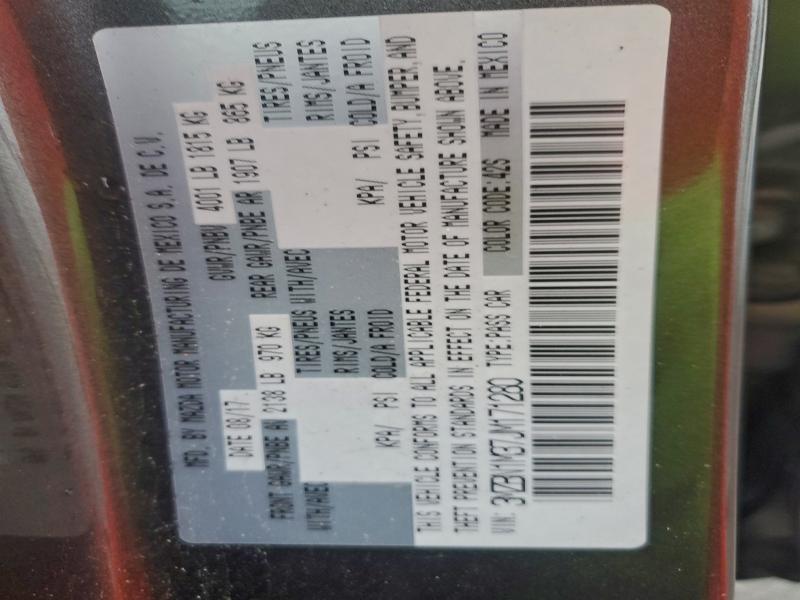 MFD. BY MAZDA MOTOR MANUFACTURING DE MEXICO S.A. DE C.V.
DATE 08/17 GVWR/PNBV 4001 LB 1815 KG
FRONT GAWR/PNBE AV 2138 LB 970 KG REAR GAWR/PNBE AR 1907 LB 865 KG
WITH/AVEC TIRES/PNEUS WITH/AVEC TIRES/PNEUS
RIMS/JANTES RIMS/JANTES
KPA/ PSI COLD/A FROID KPA/ PSI COLD/A FROID
THIS VEHICLE CONFORMS TO ALL APPLICABLE FEDERAL MOTOR VEHICLE SAFETY, BUMPER, AND
THEFT PREVENTION STANDARDS IN EFFECT ON THE DATE OF MANUFACTURE SHOWN ABOVE.
VIN: 3MZBN1M37JM171280 TYPE:PASS CAR COLOR CODE:42S MADE IN MEXICO